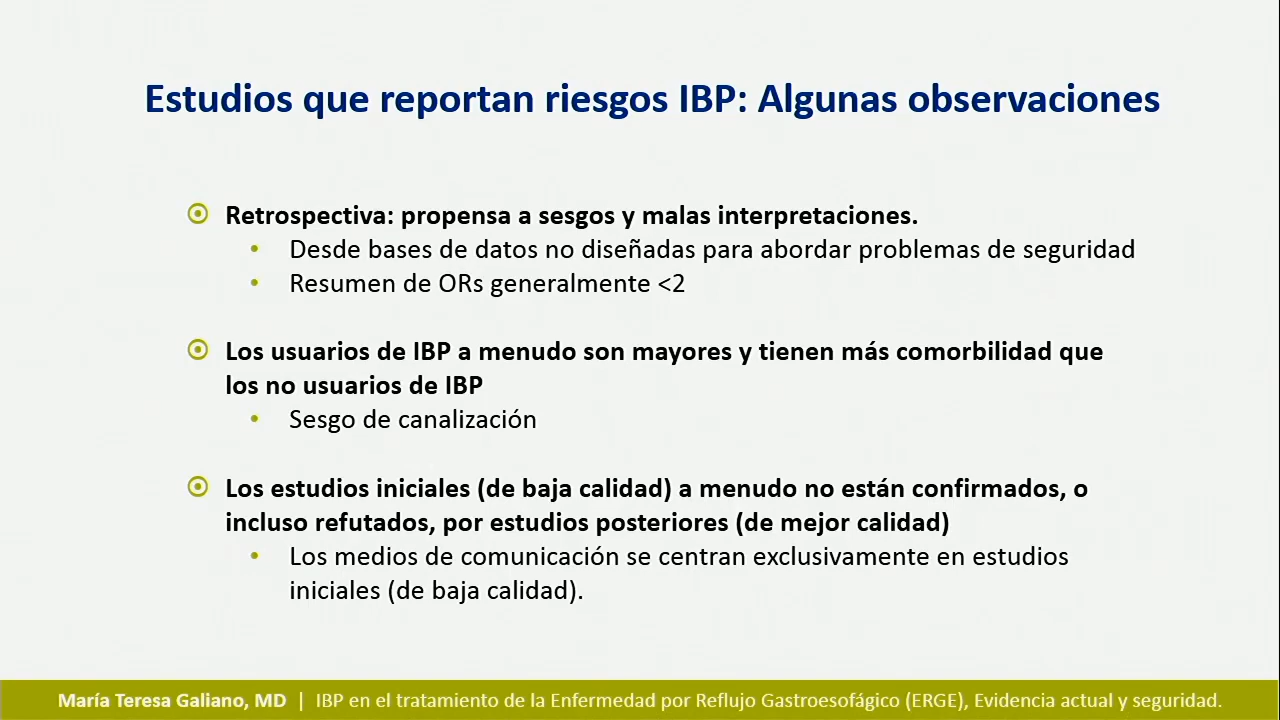 Estudios que reportan riesgos IBP: Algunas observaciones
Retrospectiva: propensa a sesgos y malas interpretaciones.
Desde bases de datos no diseñadas para abordar problemas de seguridad
Resumen de ORs generalmente <2
Los usuarios de IBP a menudo son mayores y tienen más comorbilidad que
los no usuarios de IBP
Sesgo de canalización
Los estudios iniciales (de baja calidad) a menudo no están confirmados, o
incluso refutados, por estudios posteriores (de mejor calidad)
Los medios de comunicación se centran exclusivamente en estudios
iniciales (de baja calidad).
María Teresa Galiano, MD | IBP en el tratamiento de la Enfermedad por Reflujo Gastroesofágico (ERGE), Evidencia actual y seguridad.